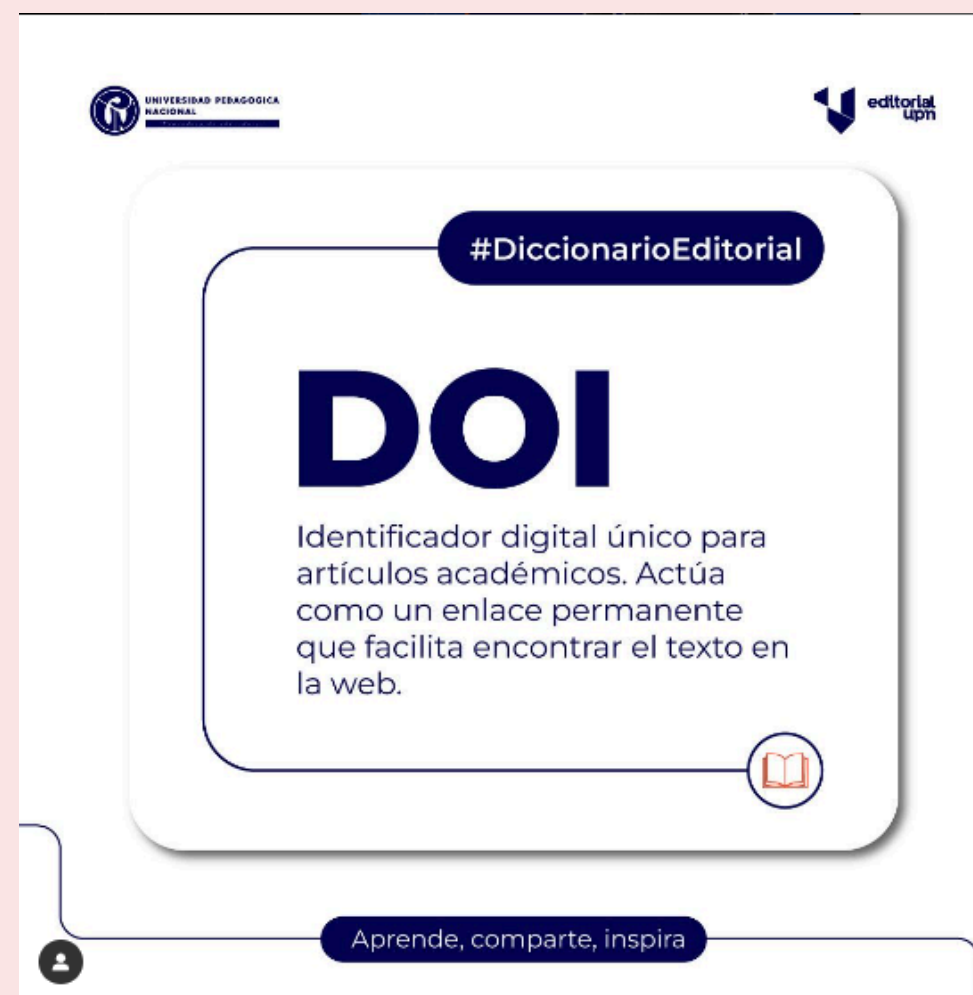 UNIVERSIDAD PEDAGOGICA
NACIONAL
editorial
upn
#DiccionarioEditorial
DOI
Identificador digital único para
artículos académicos. Actúa
como un enlace permanente
que facilita encontrar el texto en
la web.
Aprende, comparte, inspira